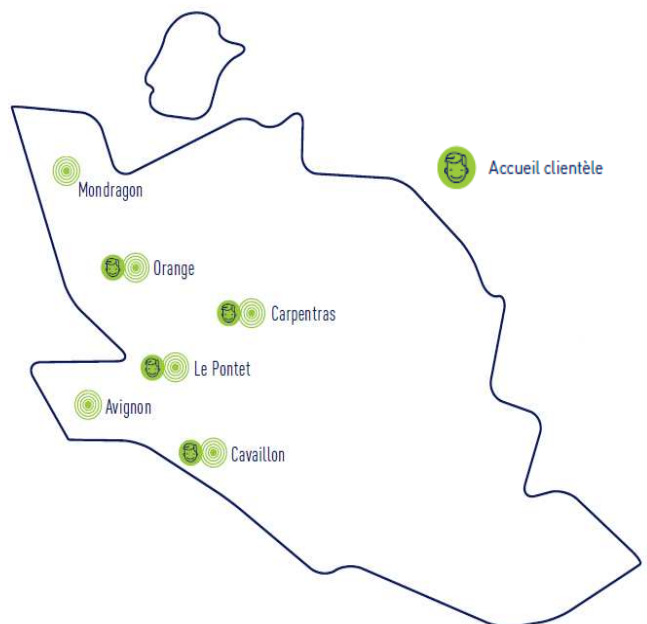 Accueil clientèle
Mondragon
Orange
Carpentras
Le Pontet
Avignon
Cavaillon